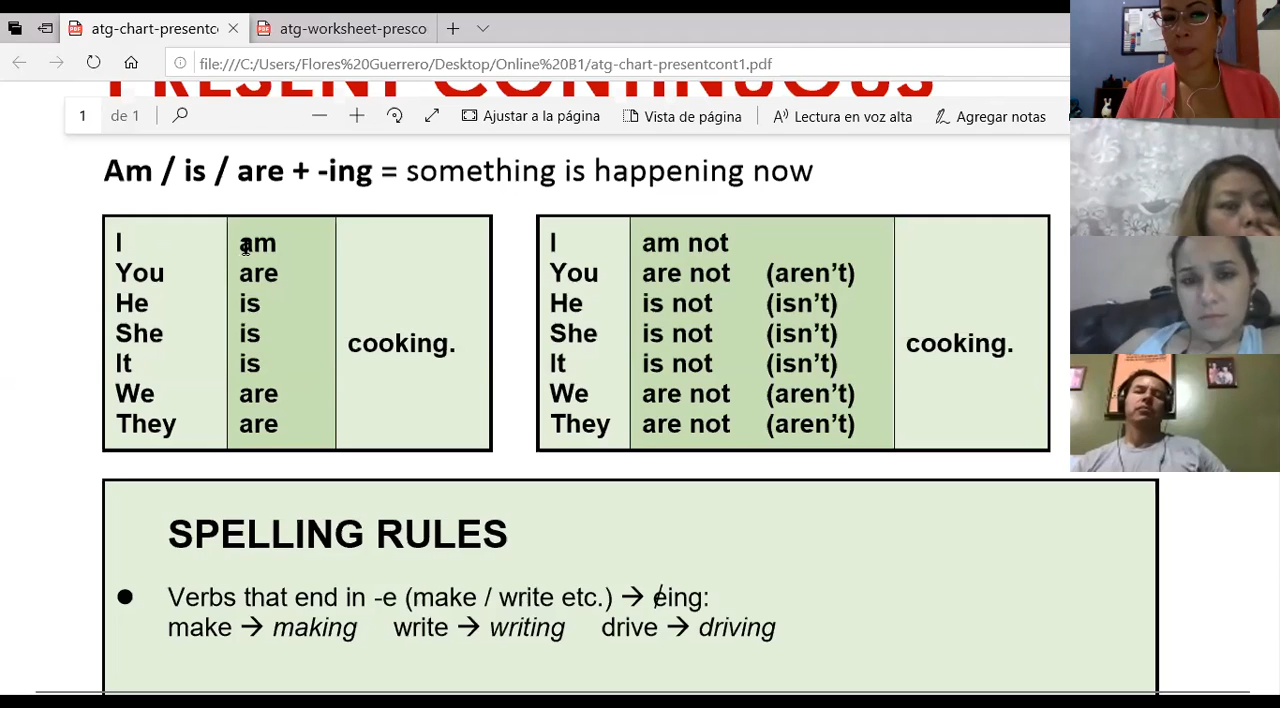 atg-chart-presentc
atg-worksheet-presco
file:///C:/Users/Flores%20Guerrero/Desktop/Online%20B1/atg-chart-presentcont1.pdf
PRESENT CONTINUOUS
1 de 1 Ajustar a la página Vista de página Lectura en voz alta Agregar notas
Am / is / are + -ing = something is happening now
I am
You are
He is
She is
It is
We are
They are
cooking.
I am not
You are not (aren't)
He is not (isn't)
She is not (isn't)
It is not (isn't)
We are not (aren't)
They are not (aren't)
cooking.
SPELLING RULES
● Verbs that end in -e (make / write etc.) → eing:
make → making write → writing drive → driving